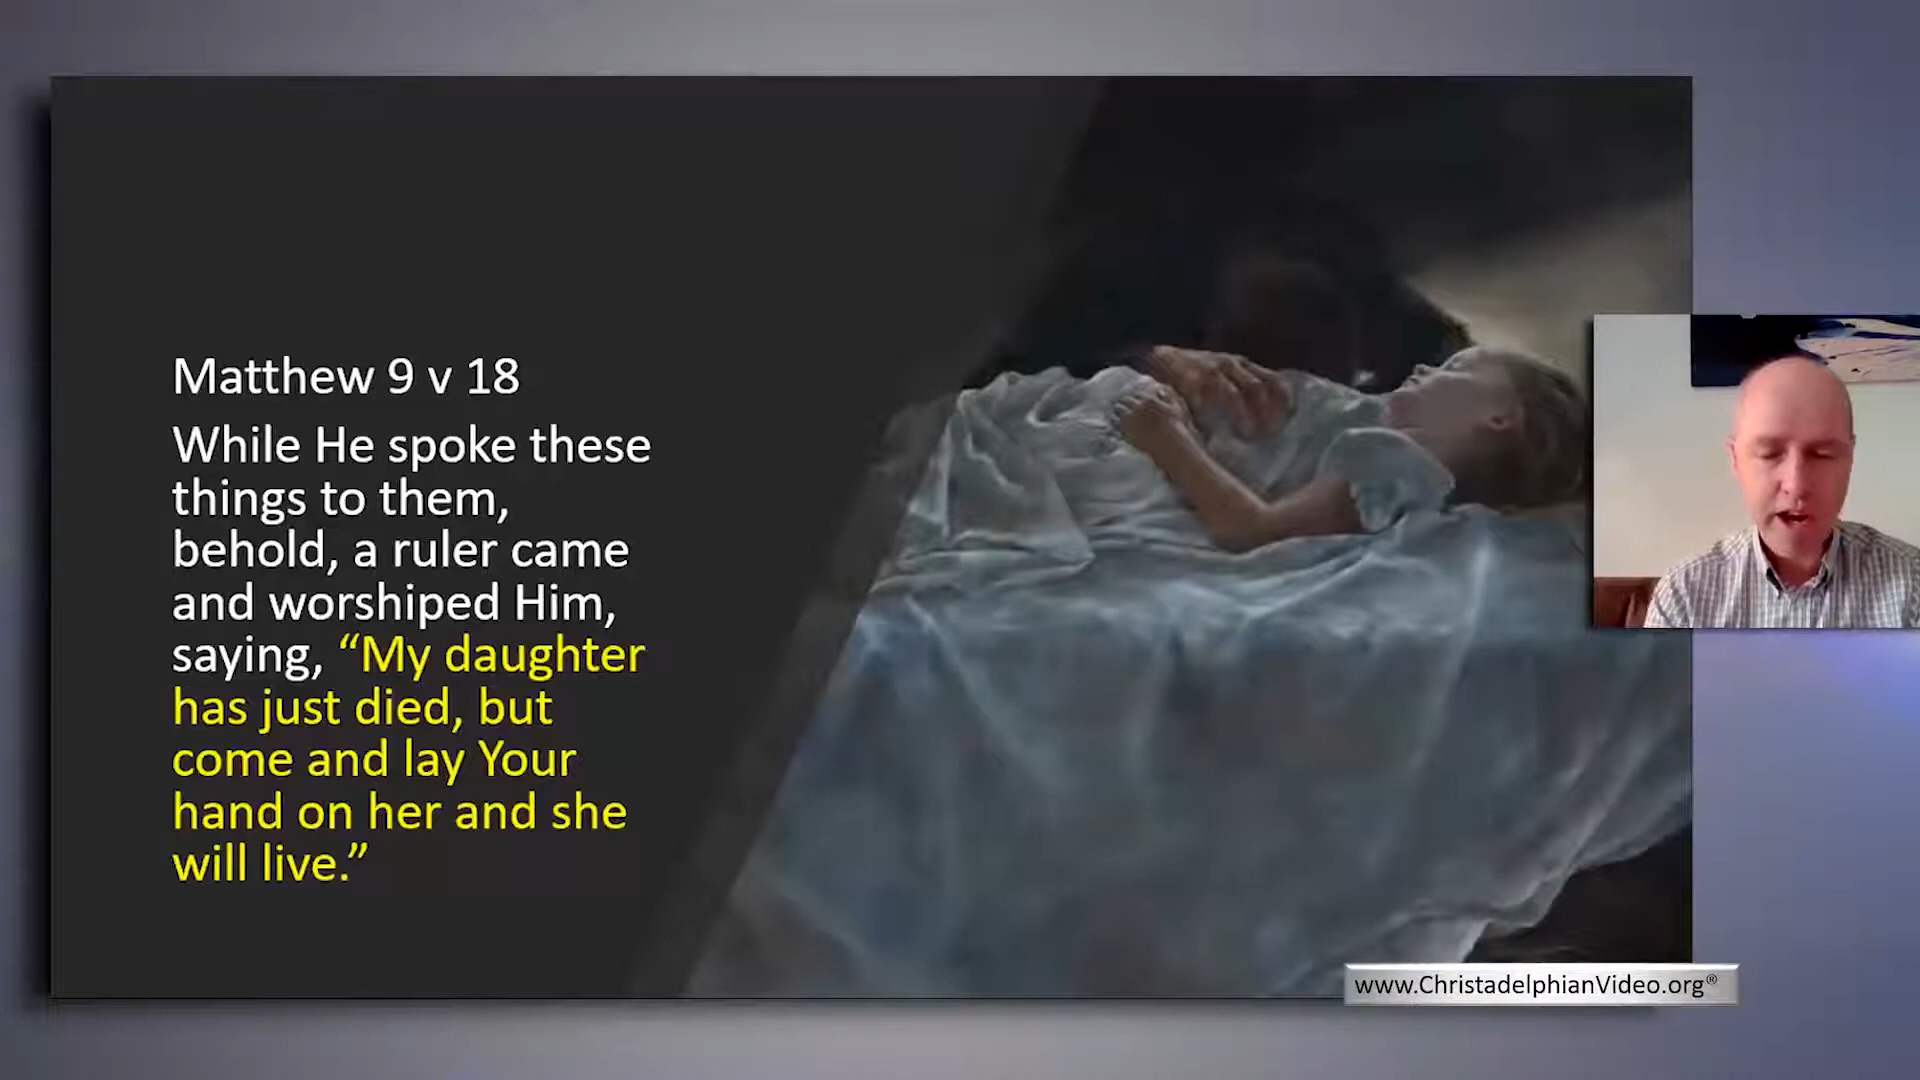 Matthew 9 v 18
While He spoke these
things to them,
behold, a ruler came
and worshiped Him,
saying, “My daughter
has just died, but
come and lay Your
hand on her and she
will live.”
www.ChristadelphianVideo.org®